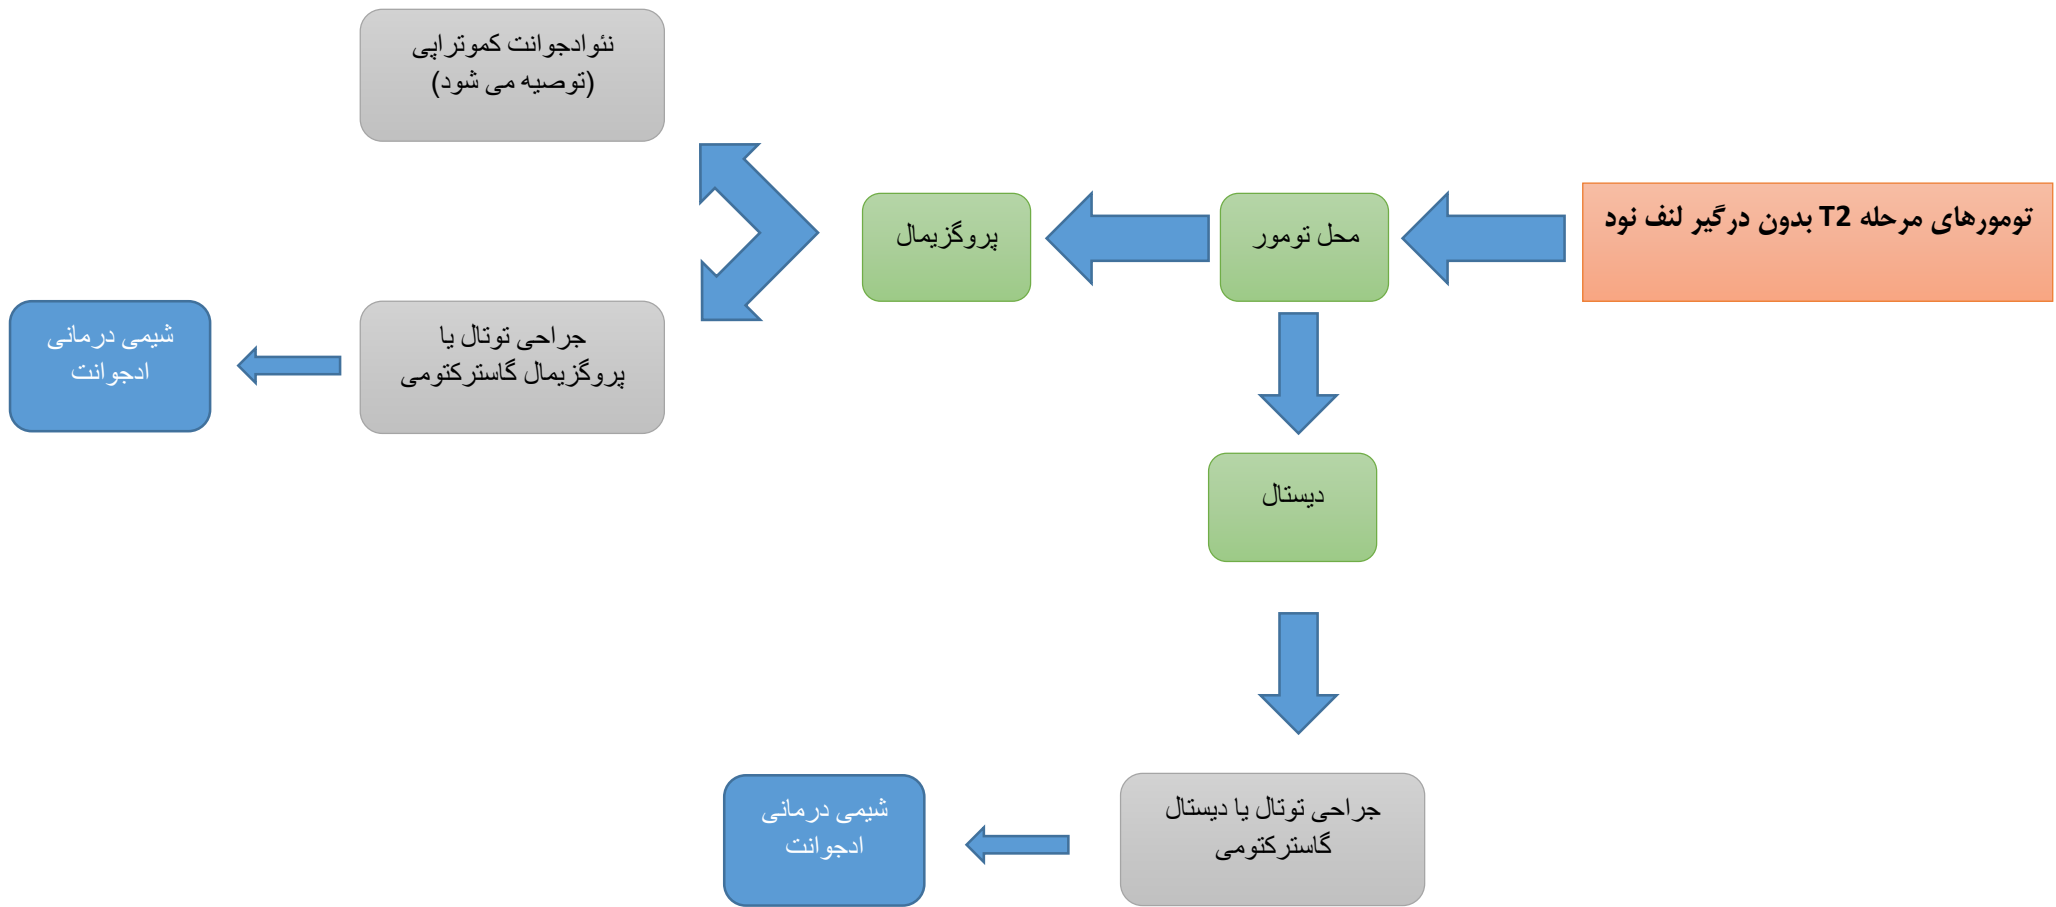 نئوادجوانت کموتراپی
(توصیه می شود)
تومورهای مرحله T2 بدون درگیر لنف نود
محل تومور
پروگزیمال
جراحی توتال یا
پروگزیمال گاسترکتومی
شیمی درمانی
ادجوانت
دیستال
جراحی توتال یا دیستال
گاسترکتومی
شیمی درمانی
ادجوانت